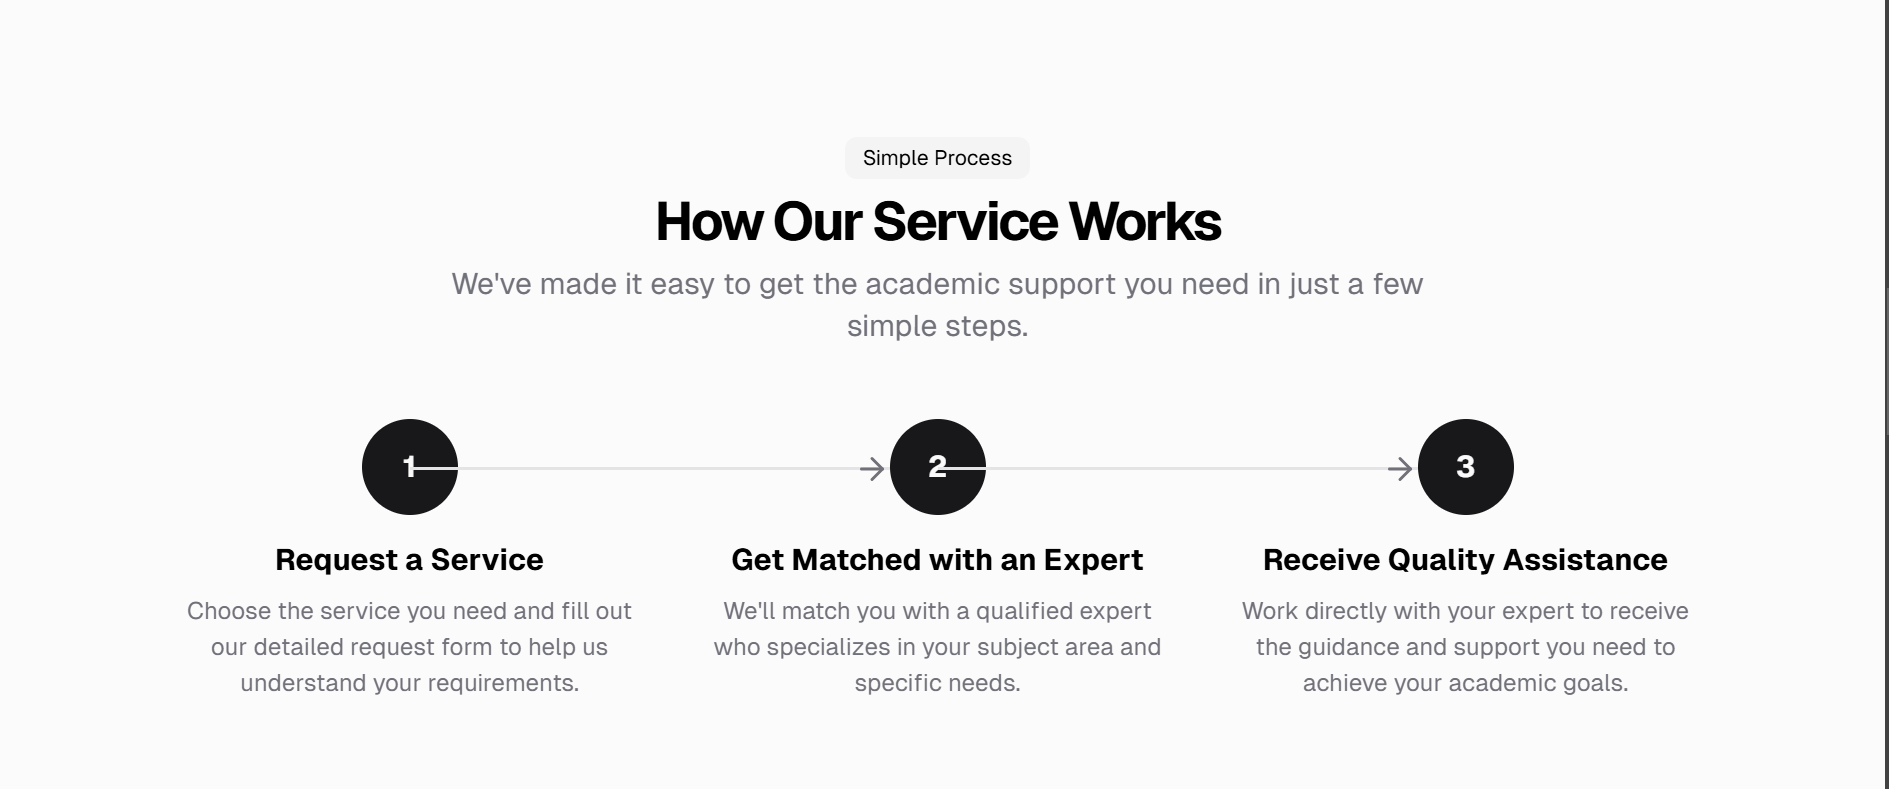 Simple Process
How Our Service Works
We've made it easy to get the academic support you need in just a few
simple steps.
1
2
3
Request a Service
Choose the service you need and fill out
our detailed request form to help us
understand your requirements.
Get Matched with an Expert
We'll match you with a qualified expert
who specializes in your subject area and
specific needs.
Receive Quality Assistance
Work directly with your expert to receive
the guidance and support you need to
achieve your academic goals.